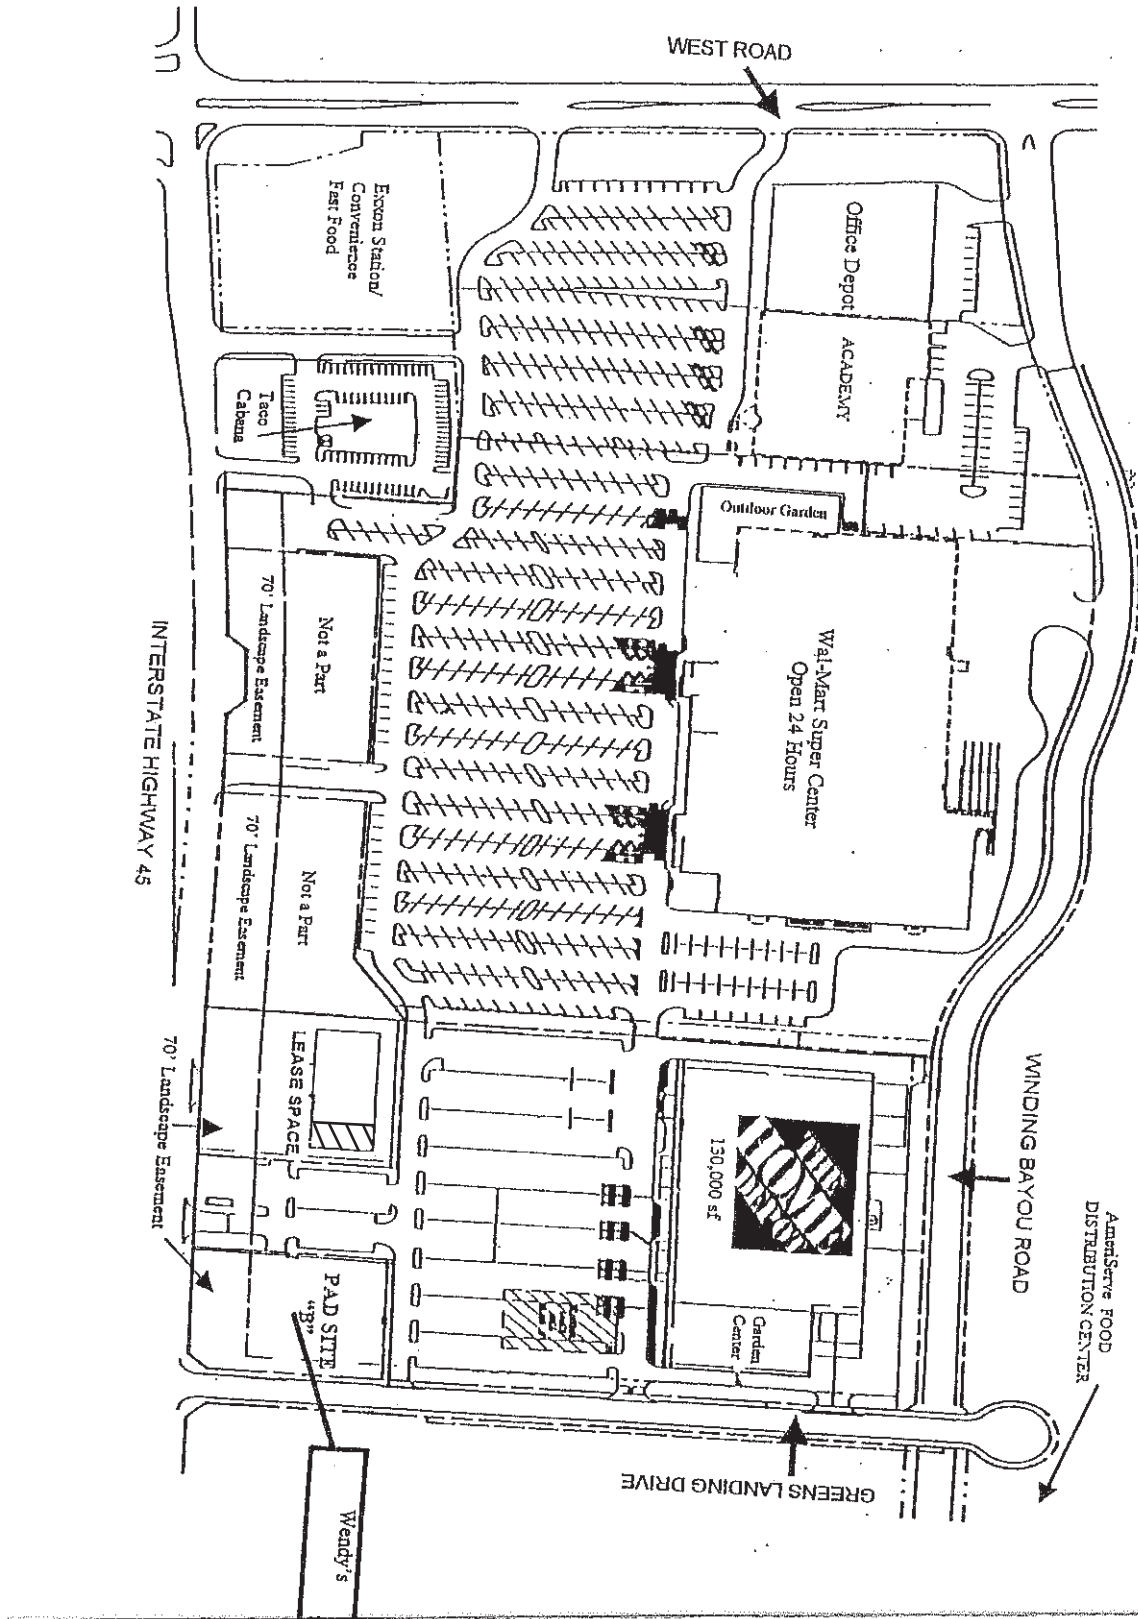 WEST ROAD
Exxon Station/
Convenience
Fast Food
Office Depot
ACADEMY
Taco
Cabana
Outdoor Garden
Wal-Mart Super Center
Open 24 Hours
Not a Part
70' Landscape Easement
INTERSTATE HIGHWAY 45
Not a Part
70' Landscape Easement
LEASE SPACE
70' Landscape Easement
WINDING BAYOU ROAD
AmeriServe FOOD
DISTRIBUTION CENTER
THE
HOME
DEPOT
130,000 sf
Garden
Center
PAD SITE
"B"
GREENS LANDING DRIVE
Wendy's